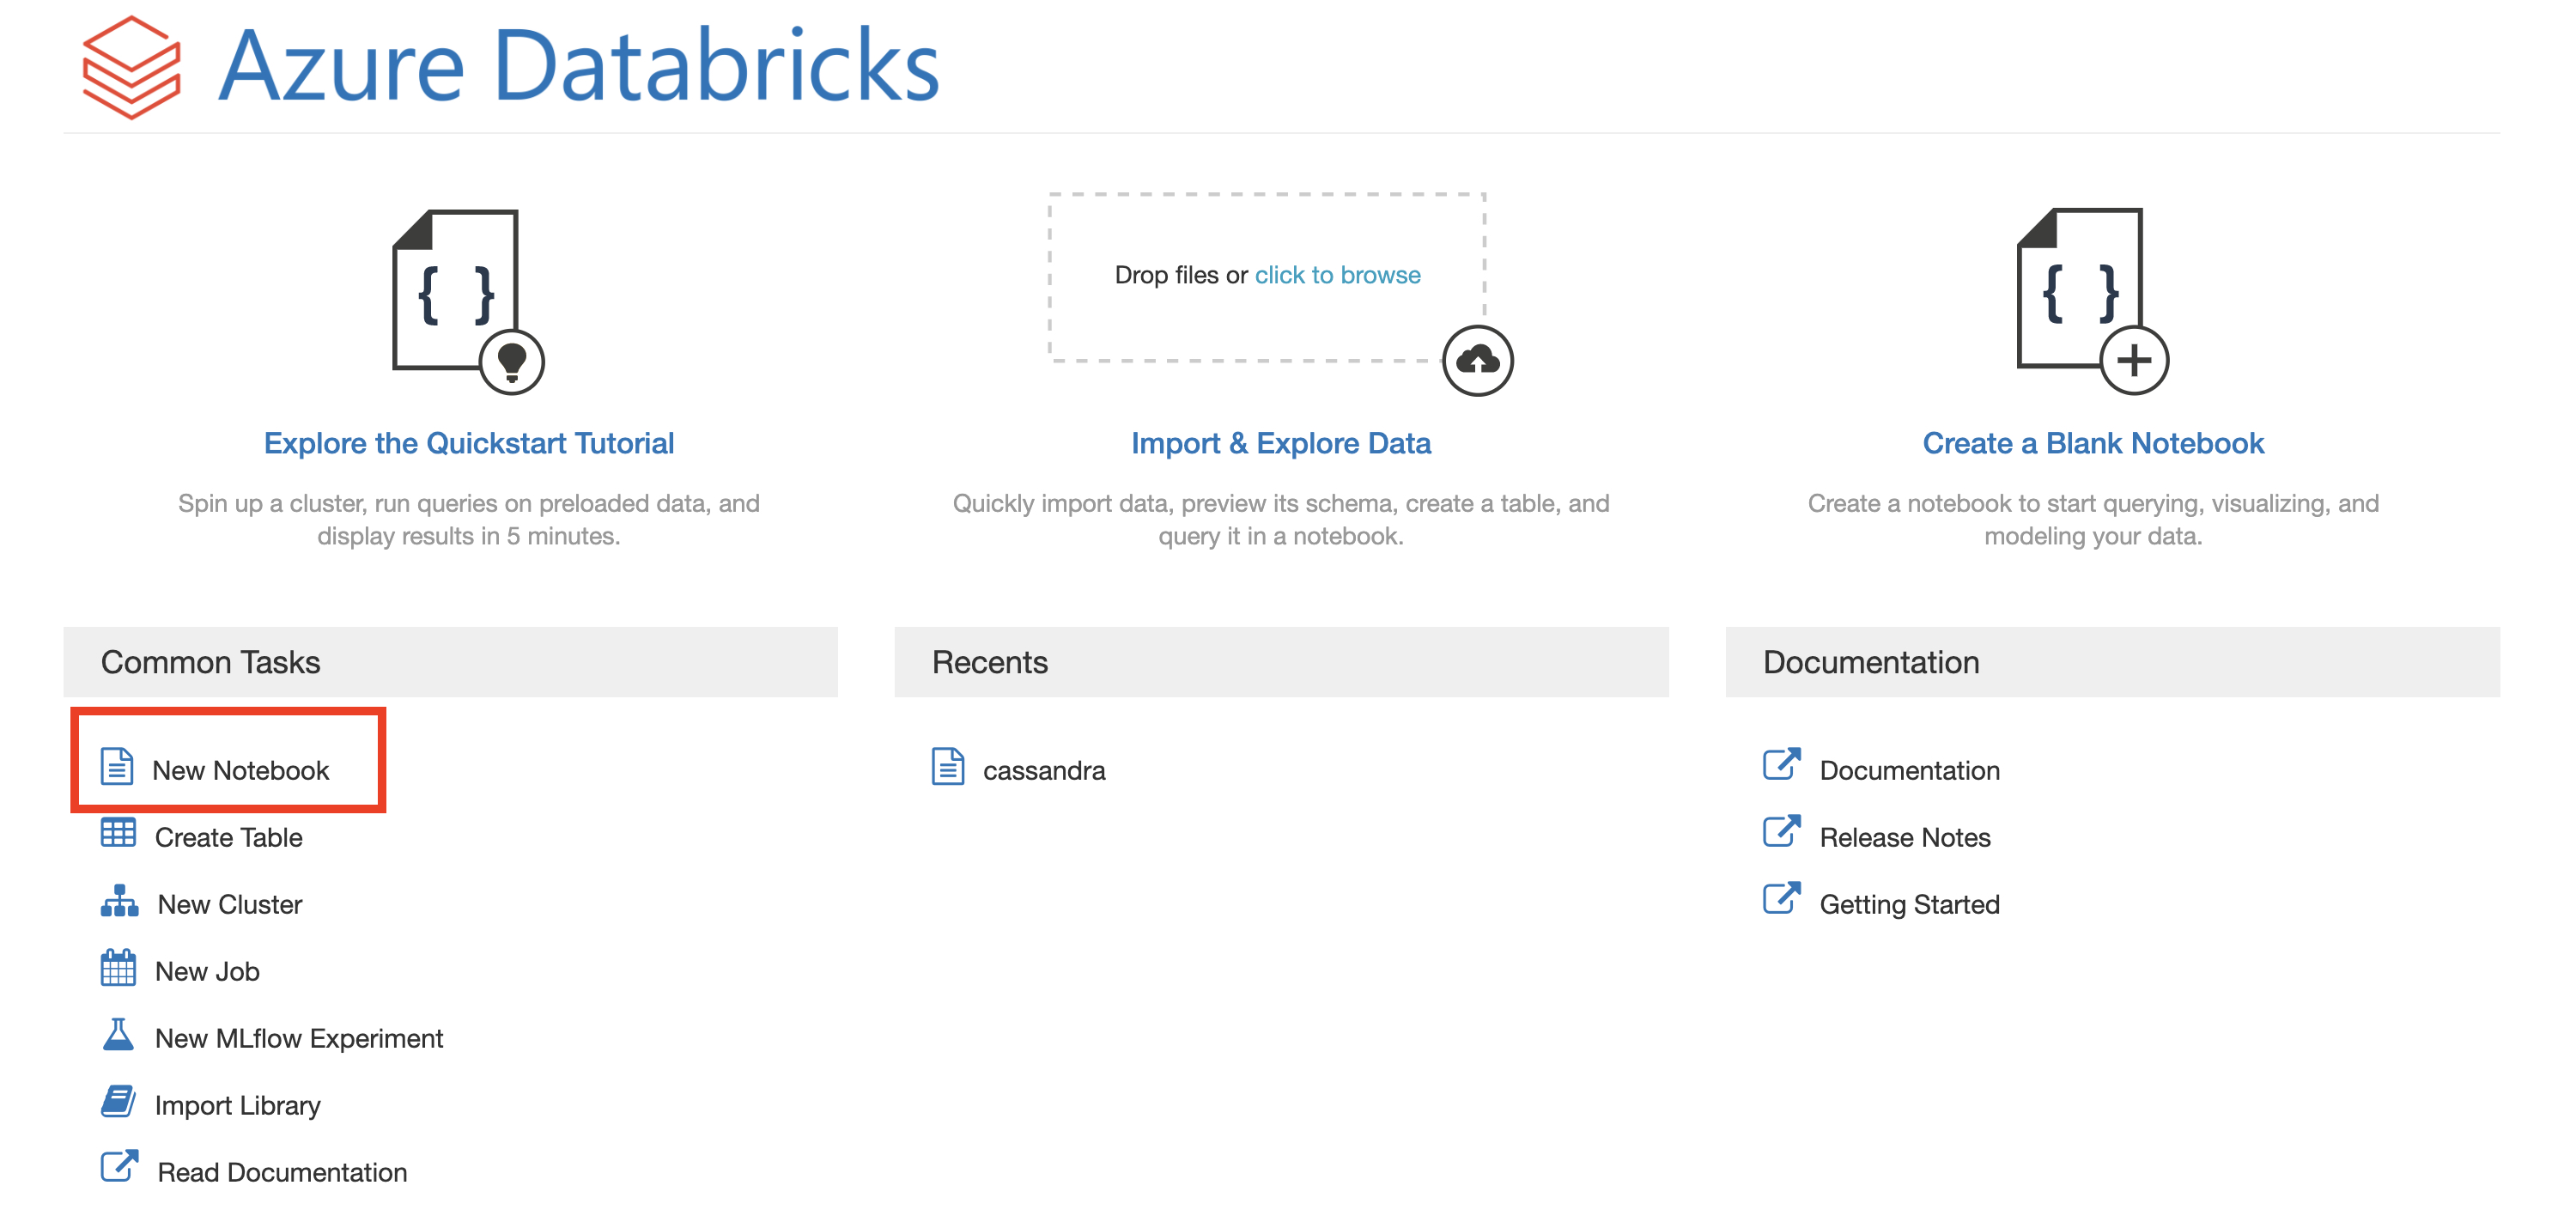 Azure Databricks
{ }
Drop files or click to browse
{ }
Explore the Quickstart Tutorial
Spin up a cluster, run queries on preloaded data, and
display results in 5 minutes.
Import & Explore Data
Quickly import data, preview its schema, create a table, and
query it in a notebook.
Create a Blank Notebook
Create a notebook to start querying, visualizing, and
modeling your data.
Common Tasks
New Notebook
Create Table
New Cluster
New Job
New MLflow Experiment
Import Library
Read Documentation
Recents
cassandra
Documentation
Documentation
Release Notes
Getting Started